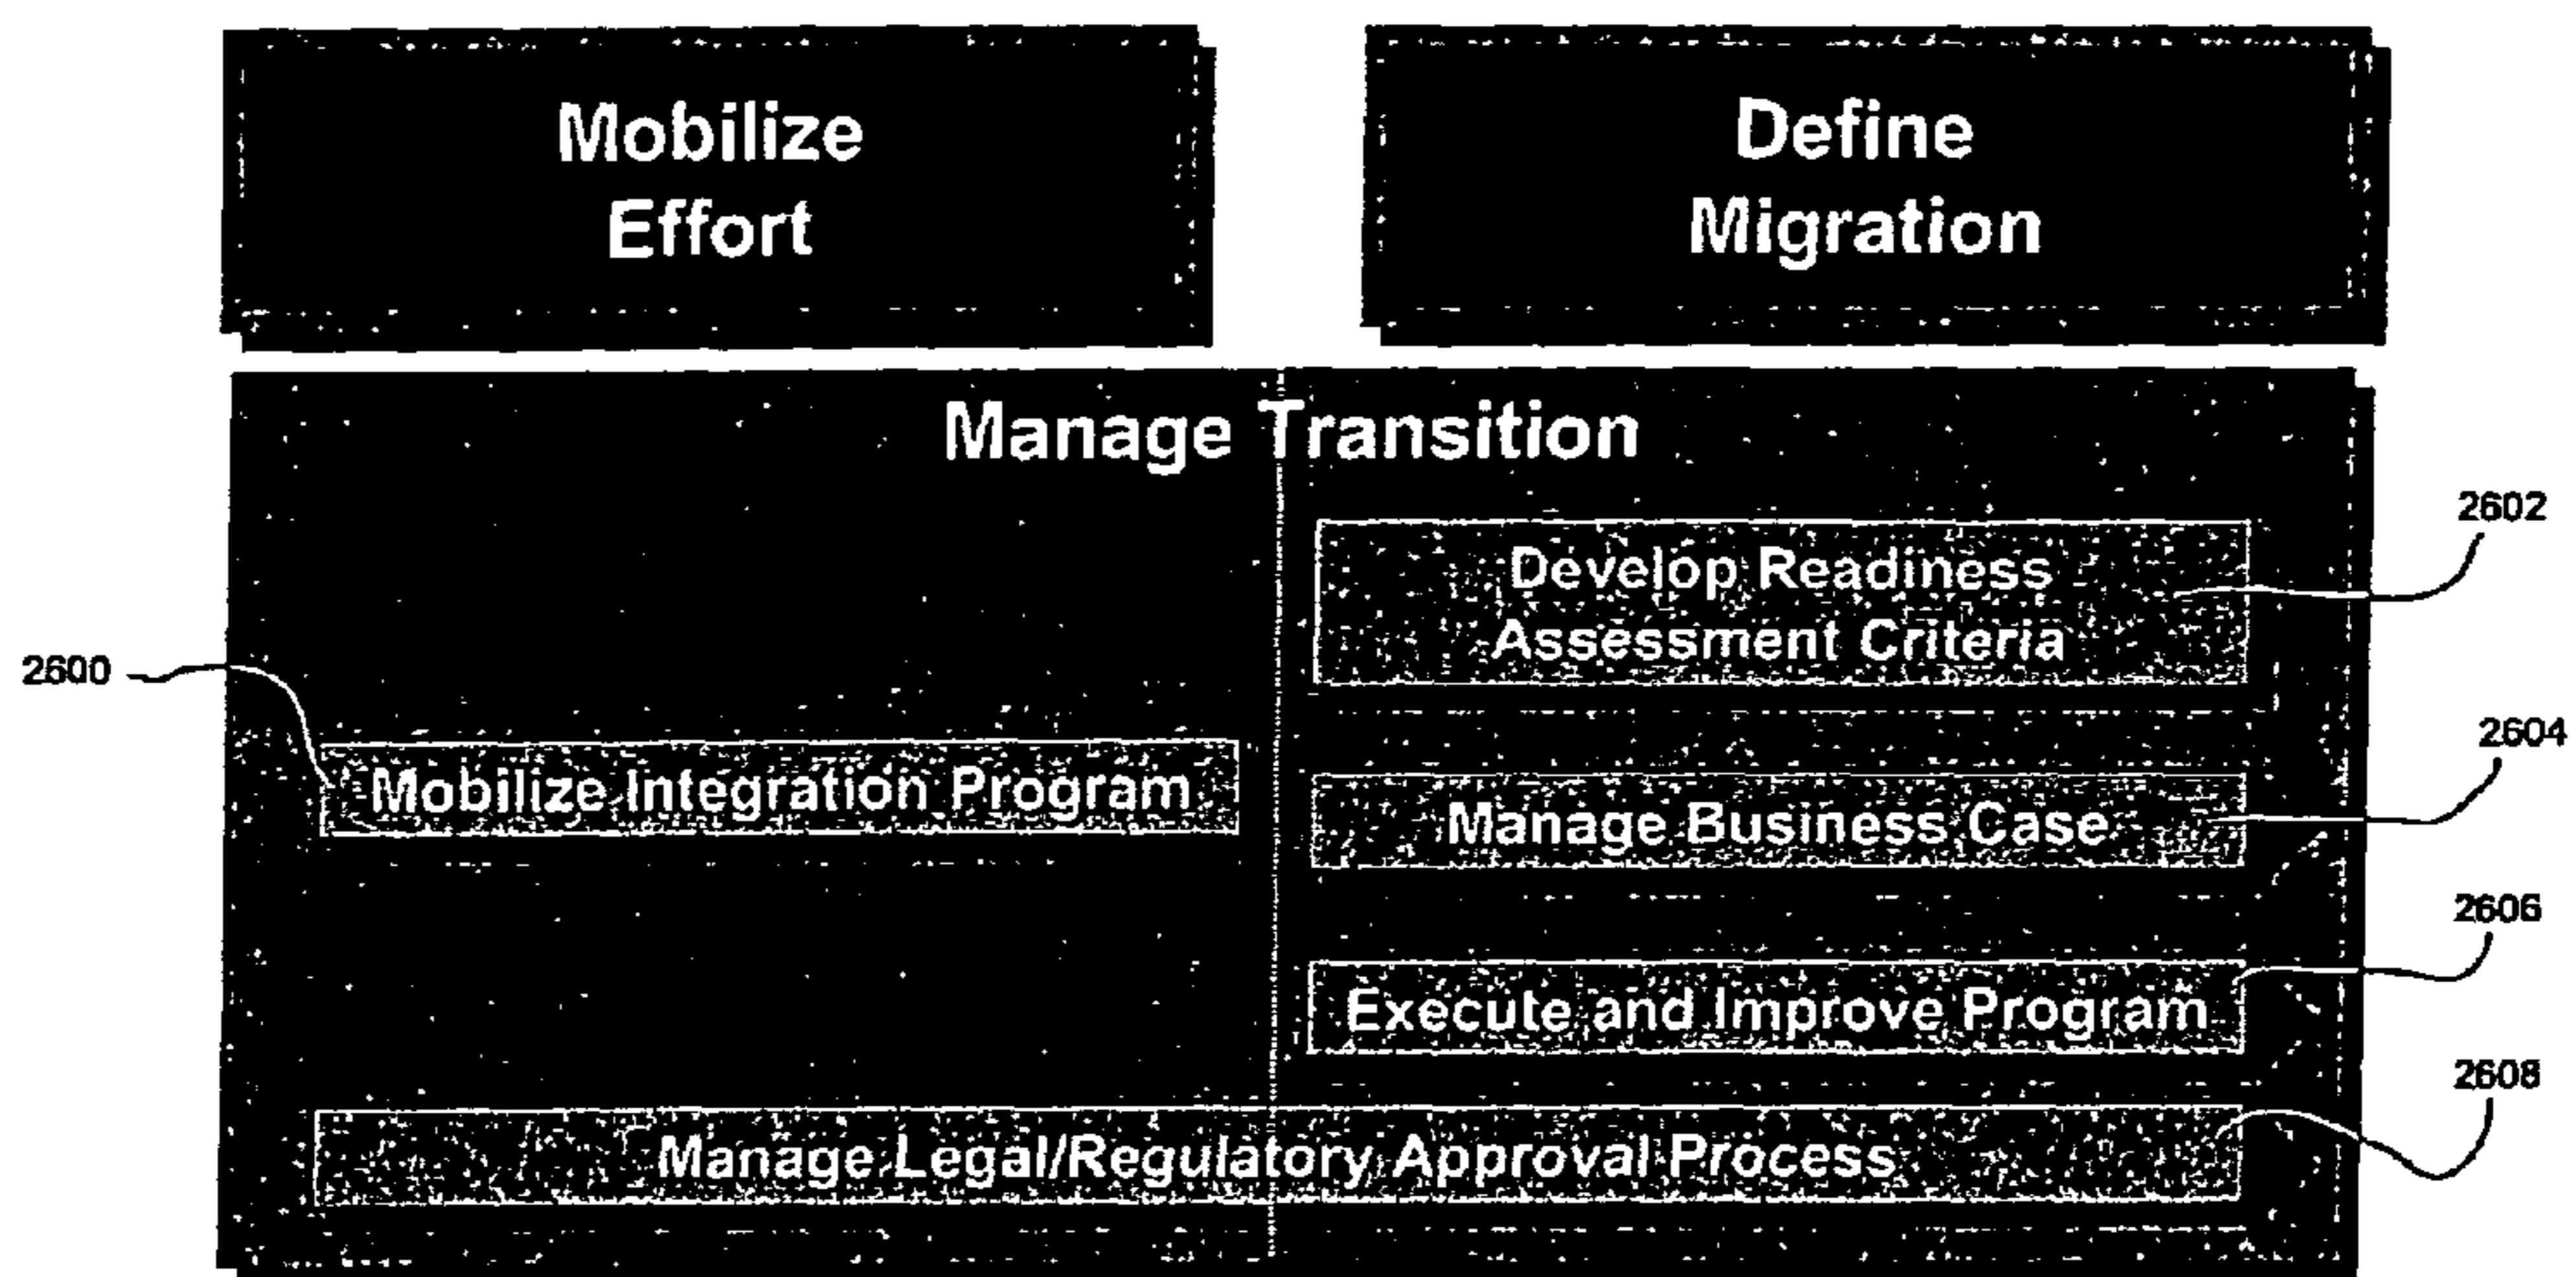 Mobilize
Effort
Define
Migration
Manage Transition
2602
Develop Readiness
Assessment Criteria
2600
2604
Mobilize Integration Program
Manage Business Case
2606
Execute and Improve Program
2608
Manage Legal/Regulatory Approval Process